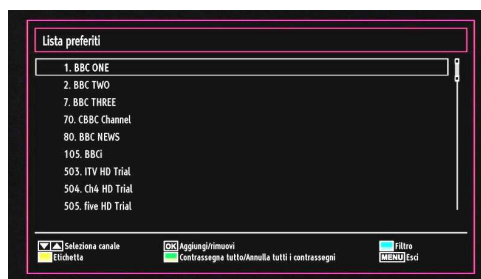 Lista preferiti
1. BBC ONE
2. BBC TWO
7. BBC THREE
70. CBBC Channel
80. BBC NEWS
105. BBCi
503. ITV HD Trial
504. Ch4 HD Trial
505. five HD Trial
Seleziona canale OK Aggiungi/rimuovi Filtro
Etichetta Contrassegna tutto/Annulla tutti i contrassegni MENU Esci